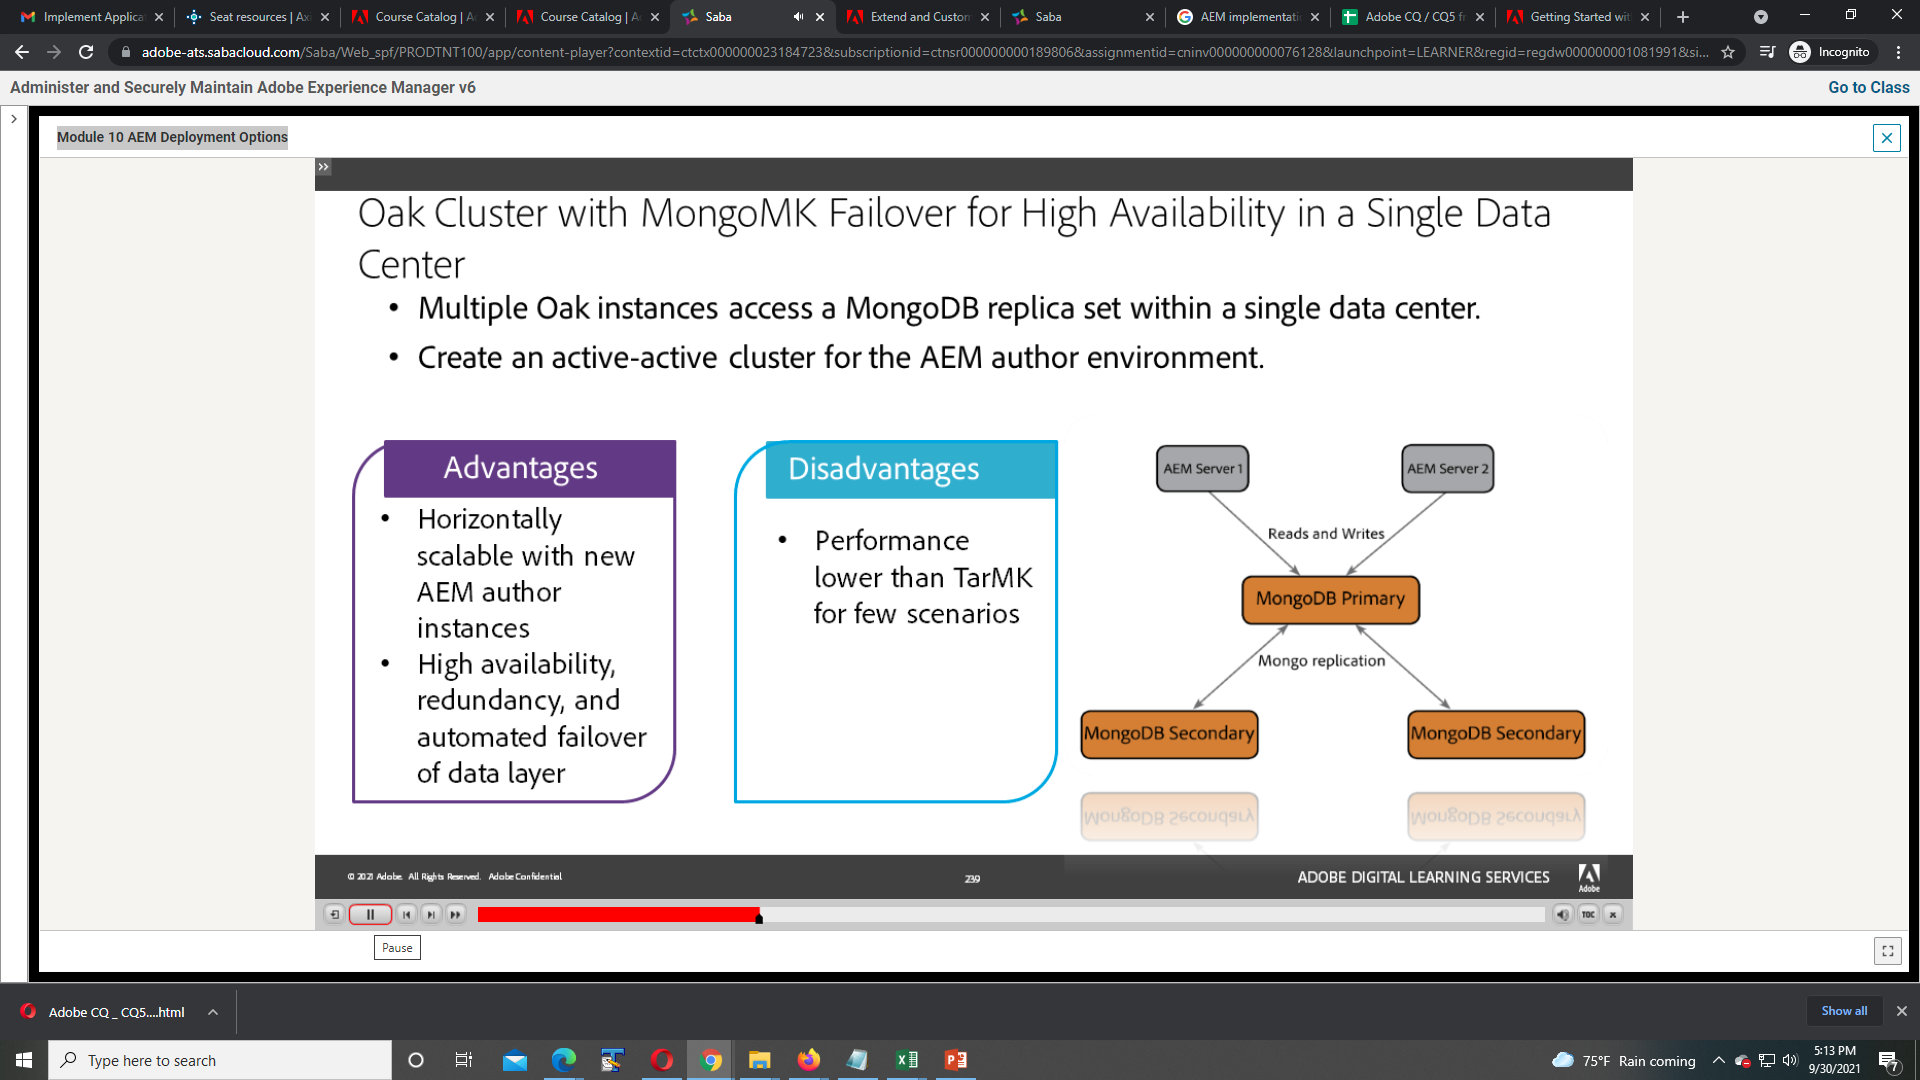 Implement Applica
Seat resources | Ax
Course Catalog | A
Course Catalog | A
Saba
Extend and Custom
Saba
AEM implementati
Adobe CQ / CQ5 fr
Getting Started wit
adobe-ats.sabacloud.com/Saba/Web_spf/PRODTNT100/app/content-player?contextid=ctctx000000023184723&subscriptionid=ctnsr000000000189806&assignmentid=cninv000000000076128&launchpoint=LEARNER&regid=regdw000000001081991&si...
Incognito
Administer and Securely Maintain Adobe Experience Manager v6
Go to Class
Module 10 AEM Deployment Options
Oak Cluster with MongoMK Failover for High Availability in a Single Data
Center
• Multiple Oak instances access a MongoDB replica set within a single data center.
• Create an active-active cluster for the AEM author environment.
Advantages
• Horizontally
scalable with new
AEM author
instances
• High availability,
redundancy, and
automated failover
of data layer
Disadvantages
• Performance
lower than TarMK
for few scenarios
AEM Server 1
AEM Server 2
Reads and Writes
MongoDB Primary
Mongo replication
MongoDB Secondary
MongoDB Secondary
© 2021 Adobe. All Rights Reserved. Adobe Confidential
239
ADOBE DIGITAL LEARNING SERVICES
Adobe
TOC
Pause
Adobe CQ _ CQ5....html
Show all
Type here to search
75°F Rain coming
5:13 PM
9/30/2021
7